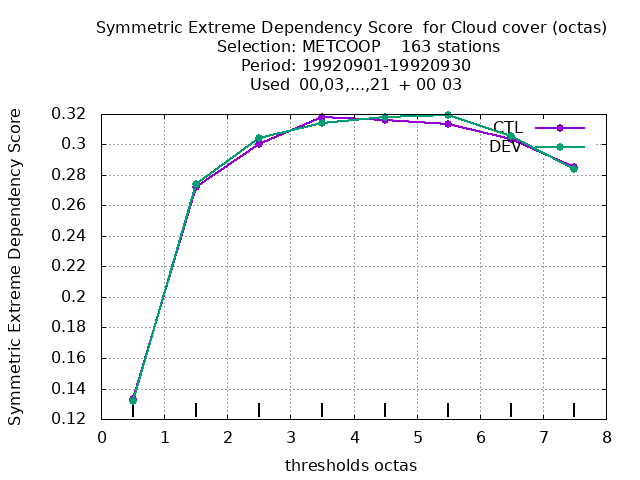 Symmetric Extreme Dependency Score  for Cloud cover (octas)
Selection: METCOOP    163 stations
Period: 19920901-19920930
Used  00,03,...,21  + 00 03
Symmetric Extreme Dependency Score
0.32
0.3
0.28
0.26
0.24
0.22
0.2
0.18
0.16
0.14
0.12
CTL
DEV
0 1 2 3 4 5 6 7 8
thresholds octas